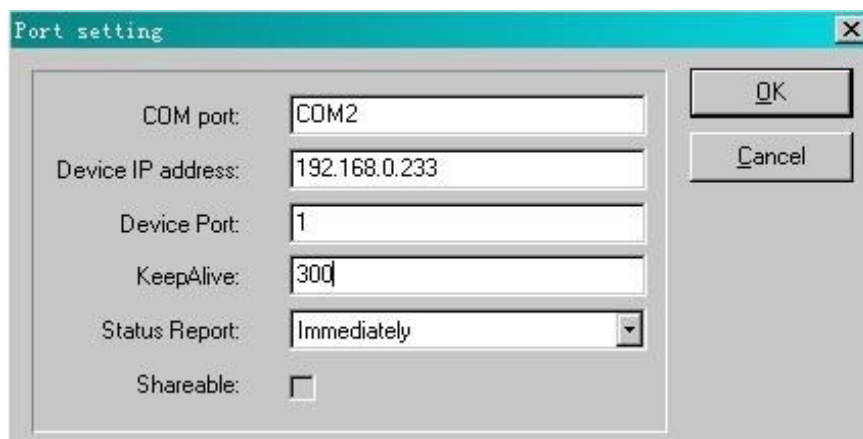 Port setting
COM port: COM2
OK
Device IP address: 192.168.0.233
Cancel
Device Port: 1
KeepAlive: 300
Status Report: Immediately
Shareable: